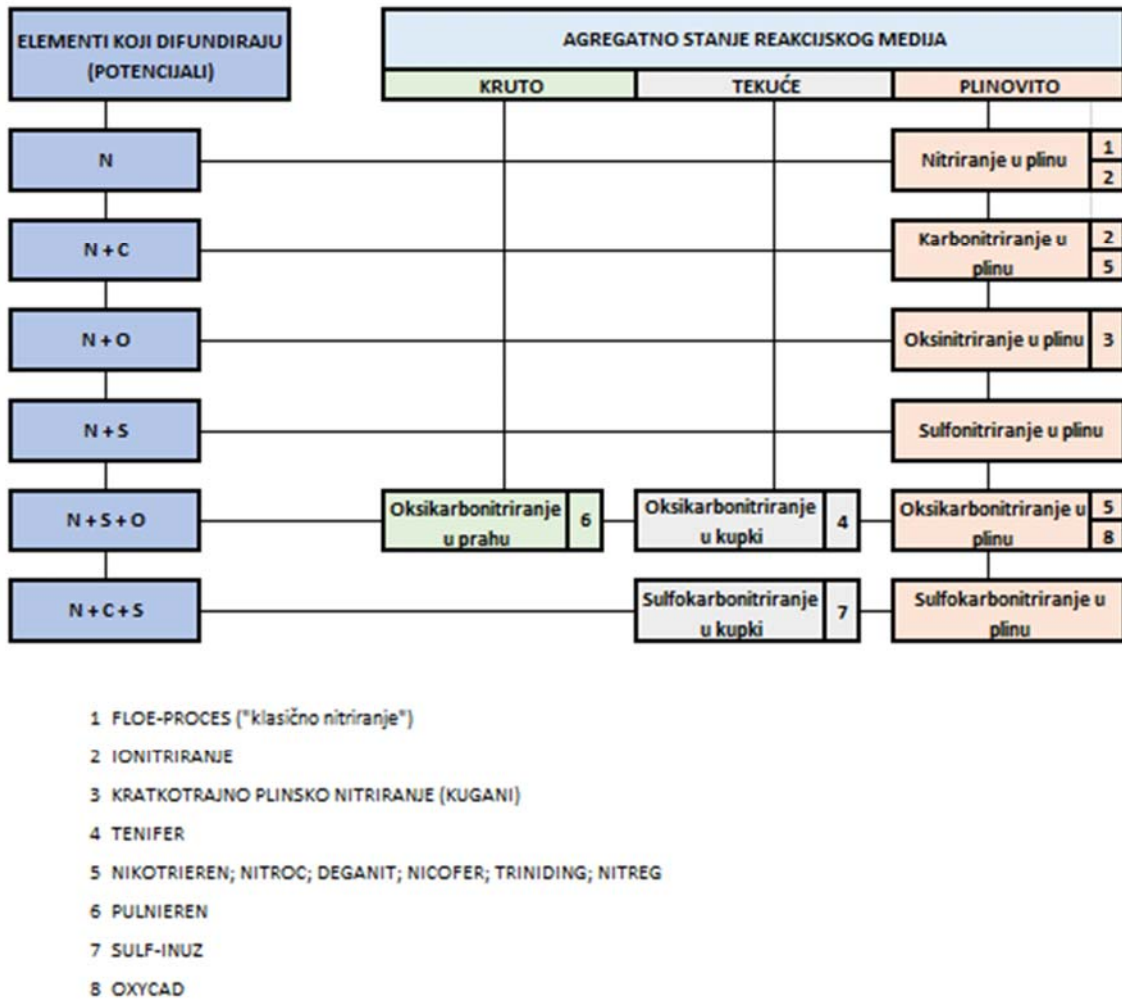 ELEMENTI KOJI DIFUNDIRAJU
(POTENCIJALI)
AGREGATNO STANJE REAKCIJSKOG MEDIJA
KRUTO
TEKUĆE
PLINOVITO
N
Nitriranje u plinu
1
2
N + C
Karbonitriranje u
plinu
2
5
N + O
Oksinitriranje u plinu
3
N + S
Sulfonitriranje u plinu
N + S + O
Oksikarbonitriranje
u prahu
6
Oksikarbonitriranje
u kupki
4
Oksikarbonitriranje u
plinu
5
8
N + C + S
Sulfokarbonitriranje
u kupki
7
Sulfokarbonitriranje u
plinu
1 FLOE-PROCES ("klasično nitriranje")
2 IONITRIRANJE
3 KRATKOTRAJNO PLINSKO NITRIRANJE (KUGANI)
4 TENIFER
5 NIKOTRIEREN; NITROC; DEGANIT; NICOFER; TRINIDING; NITREG
6 PULNIEREN
7 SULF-INUZ
8 OXYCAD